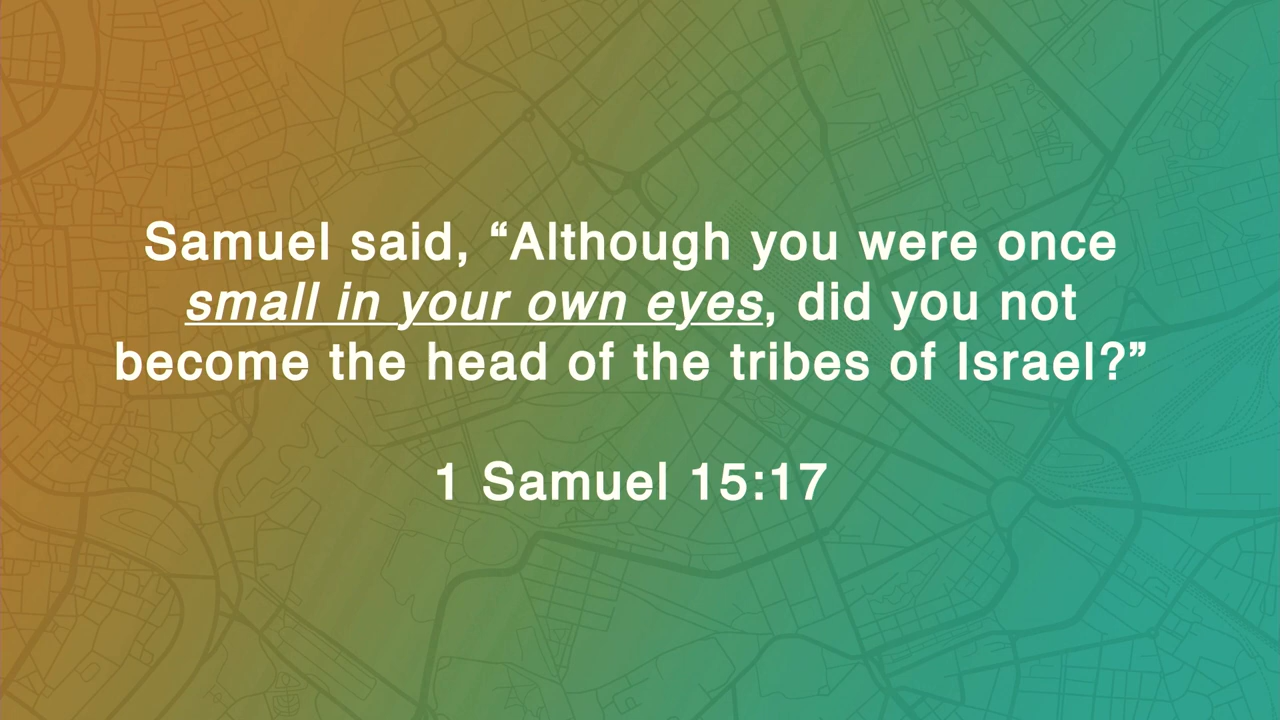 Samuel said, “Although you were once
small in your own eyes, did you not
become the head of the tribes of Israel?”
1 Samuel 15:17